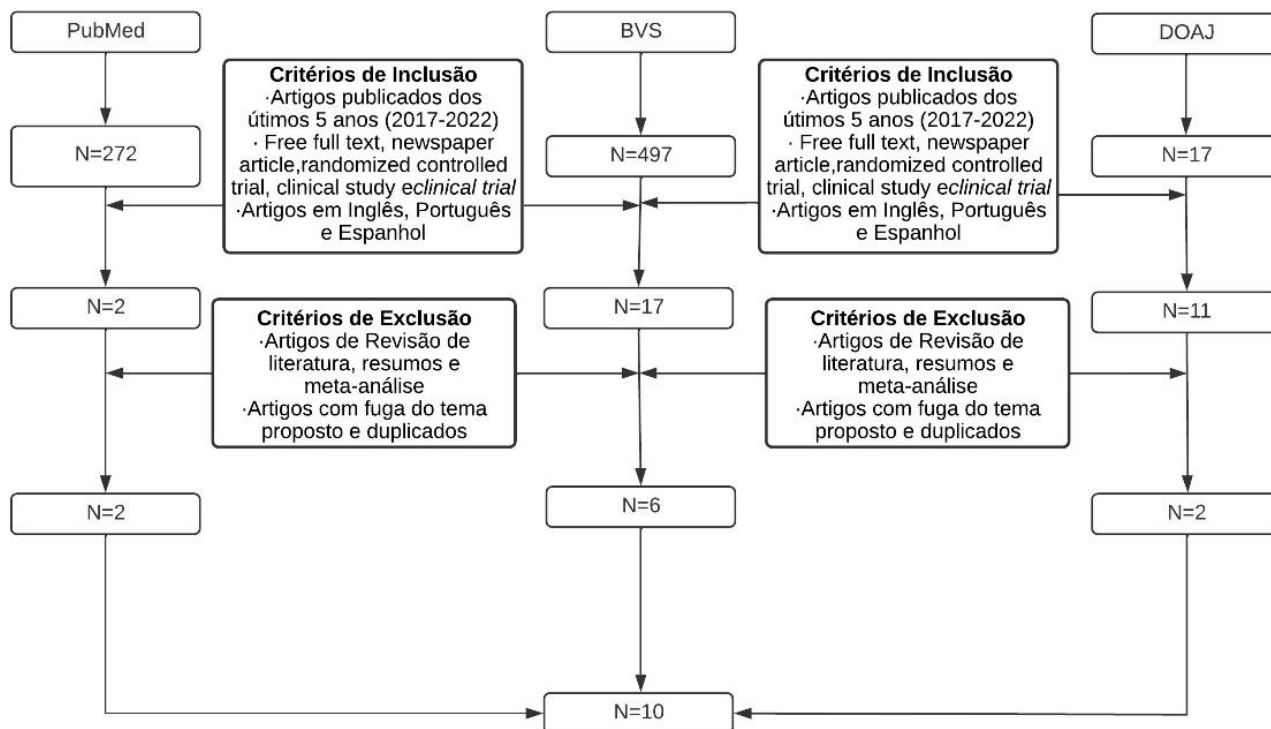 PubMed
BVS
DOAJ
Critérios de Inclusão
·Artigos publicados dos
útimos 5 anos (2017-2022)
· Free full text, newspaper
article,randomized controlled
trial, clinical study eclinical trial
·Artigos em Inglês, Português
e Espanhol
Critérios de Inclusão
·Artigos publicados dos
útimos 5 anos (2017-2022)
· Free full text, newspaper
article,randomized controlled
trial, clinical study eclinical trial
·Artigos em Inglês, Português
e Espanhol
N=272
N=497
N=17
N=2
N=17
N=11
Critérios de Exclusão
·Artigos de Revisão de
literatura, resumos e
meta-análise
·Artigos com fuga do tema
proposto e duplicados
Critérios de Exclusão
·Artigos de Revisão de
literatura, resumos e
meta-análise
·Artigos com fuga do tema
proposto e duplicados
N=2
N=6
N=2
N=10